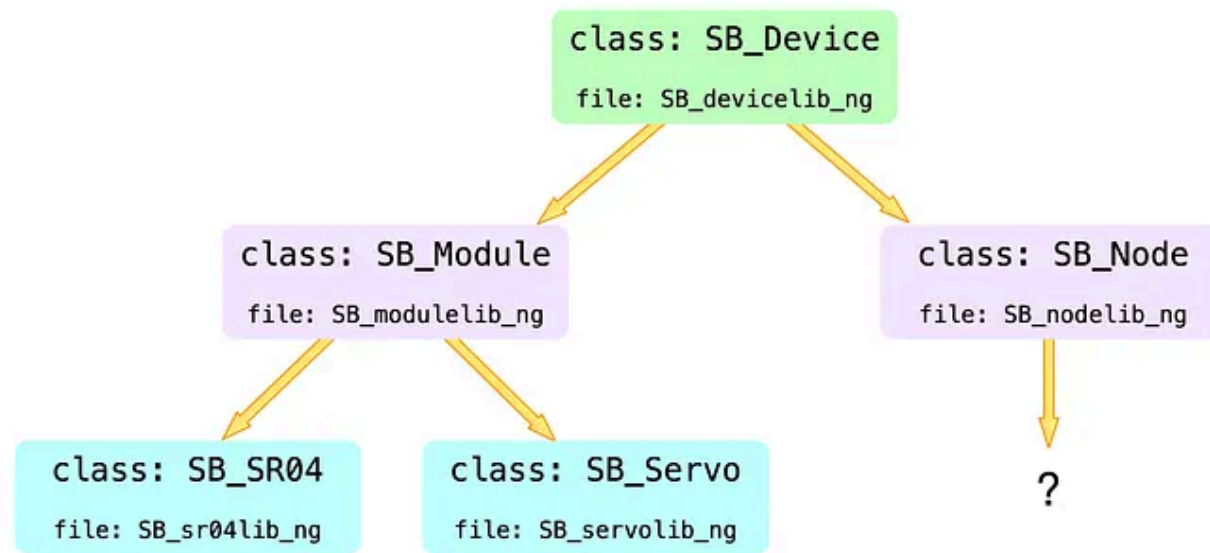 class: SB_Device
file: SB_devicelib_ng
class: SB_Module
file: SB_modulelib_ng
class: SB_Node
file: SB_nodelib_ng
class: SB_SR04
file: SB_sr04lib_ng
class: SB_Servo
file: SB_servolib_ng
?